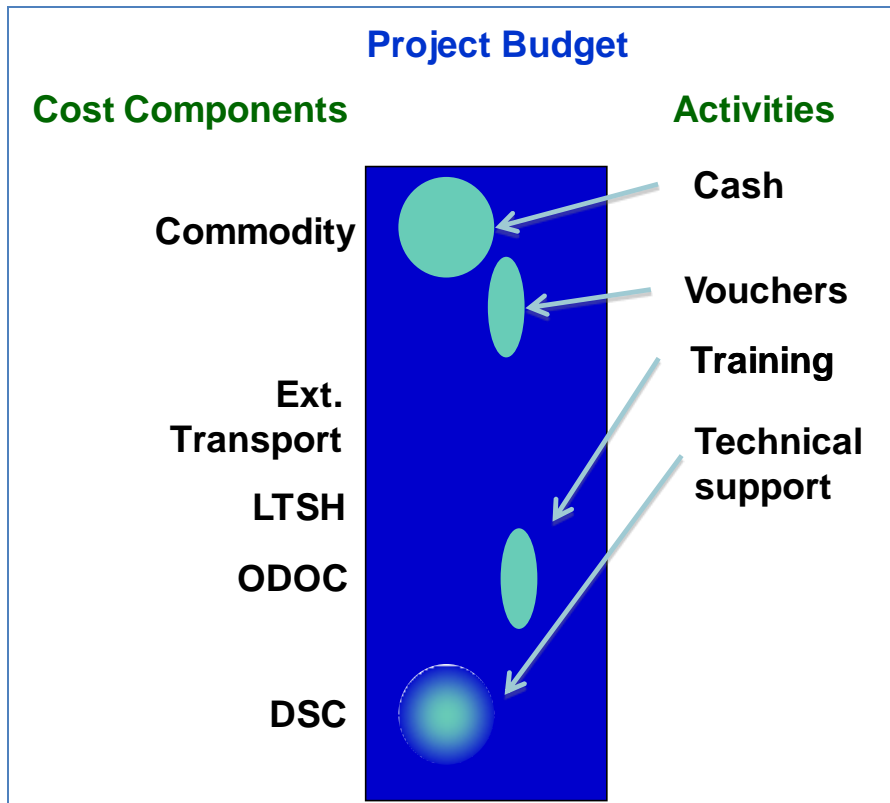 Project Budget
Cost Components
Activities
Commodity
Cash
Vouchers
Training
Ext.
Transport
Technical
support
LTSH
ODOC
DSC